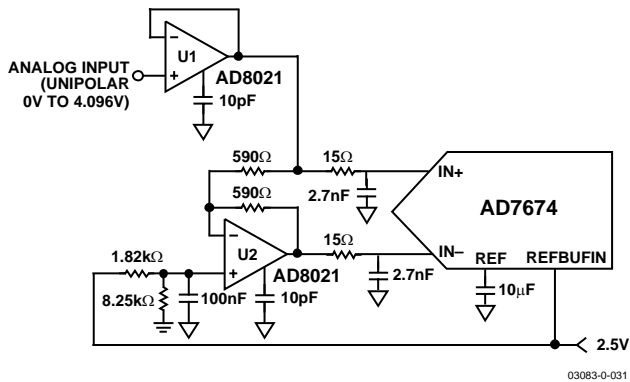 U1
ANALOG INPUT
(UNIPOLAR
0V TO 4.096V)
AD8021
10pF
590Ω
15Ω
IN+
590Ω
2.7nF
AD7674
U2
15Ω
IN–
1.82kΩ
AD8021
REF
REFBUFIN
2.7nF
8.25kΩ
100nF
10pF
10μF
2.5V
03083-0-031